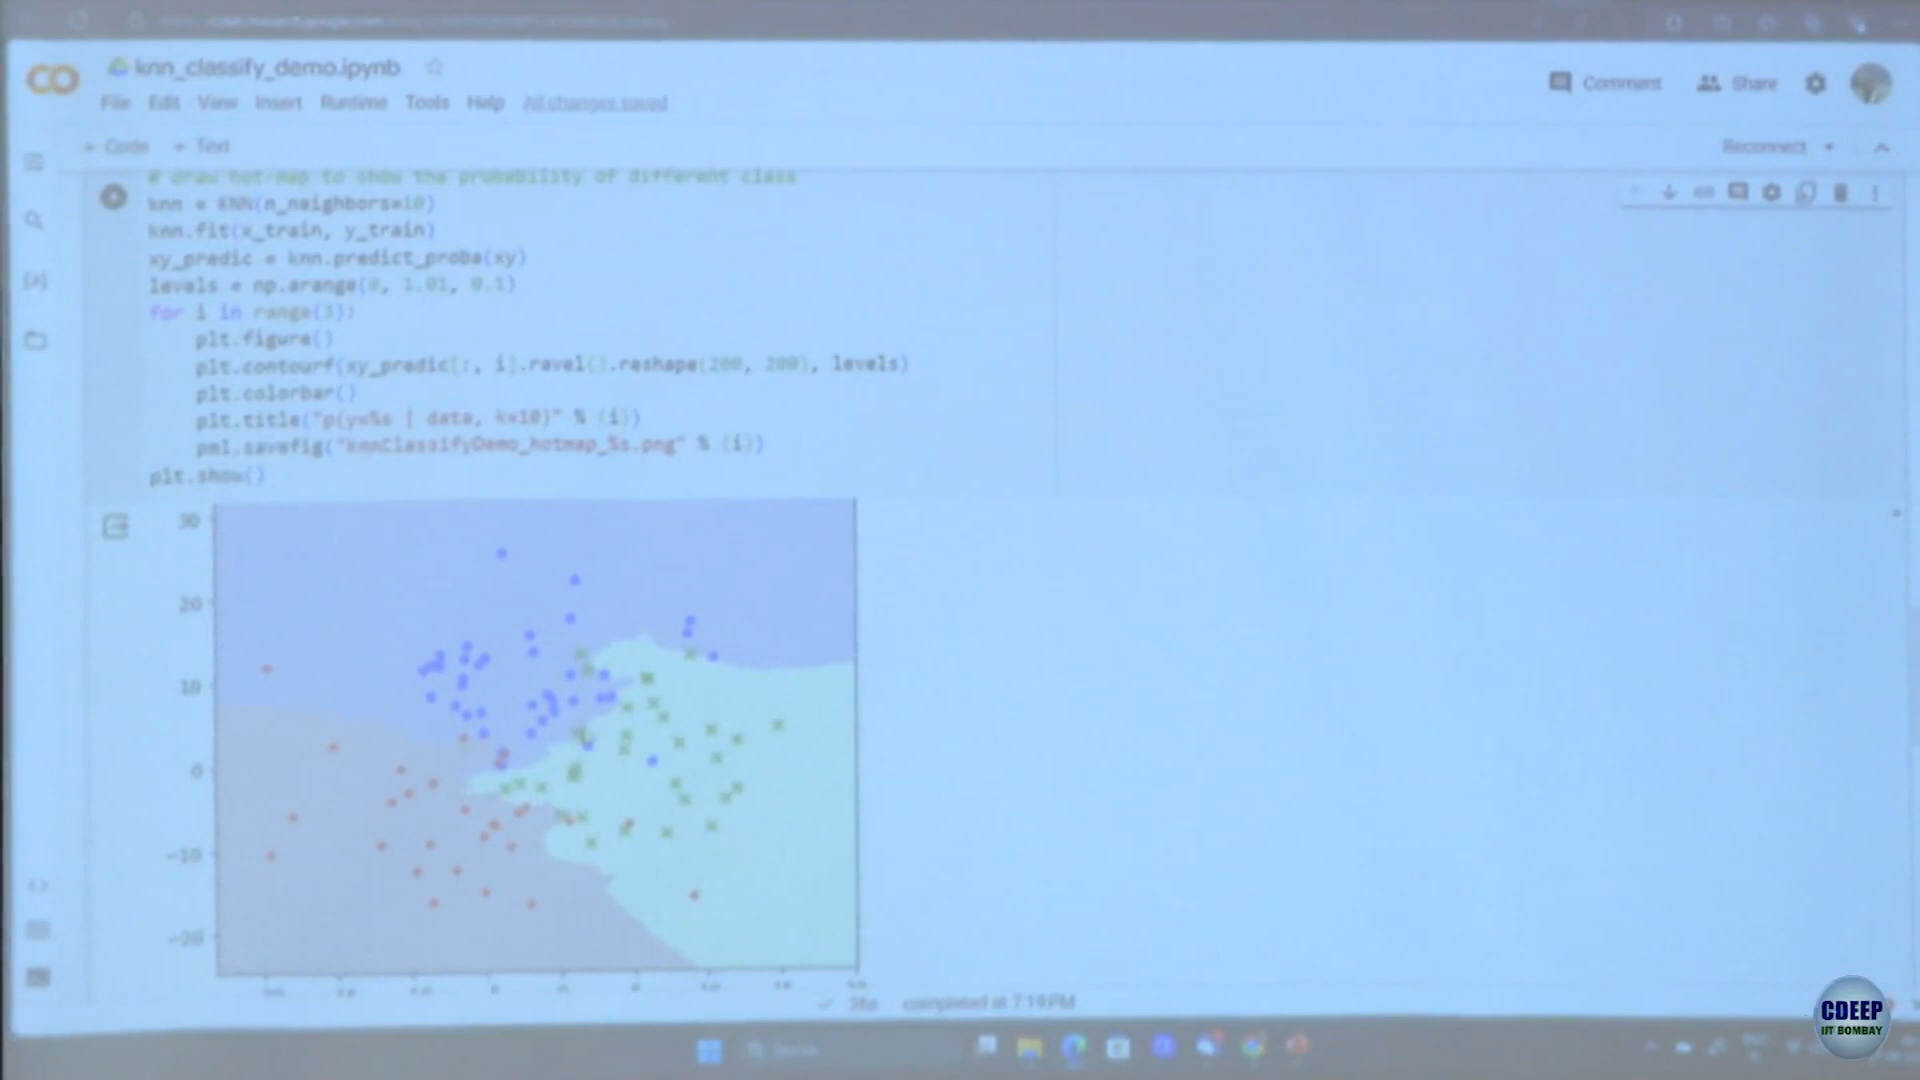 knn_classify_demo.ipynb
File Edit View Insert Runtime Tools Help All changes saved
Comment Share
+ Code + Text
Reconnect
# draw hot-map to show the probability of different class
knn = KNN(n_neighbors=10)
knn.fit(x_train, y_train)
xy_predic = knn.predict_proba(xy)
levels = np.arange(0, 1.01, 0.1)
for i in range(3):
plt.figure()
plt.contourf(xy_predic[:, i].ravel().reshape(200, 200), levels)
plt.colorbar()
plt.title("p(y=%s | data, k=10)" % (i))
pml.savefig("knnClassifyDemo_hotmap_%s.png" % (i))
plt.show()
30
20
10
0
-10
-20
completed at 7:19 PM
CDEEP
IIT BOMBAY